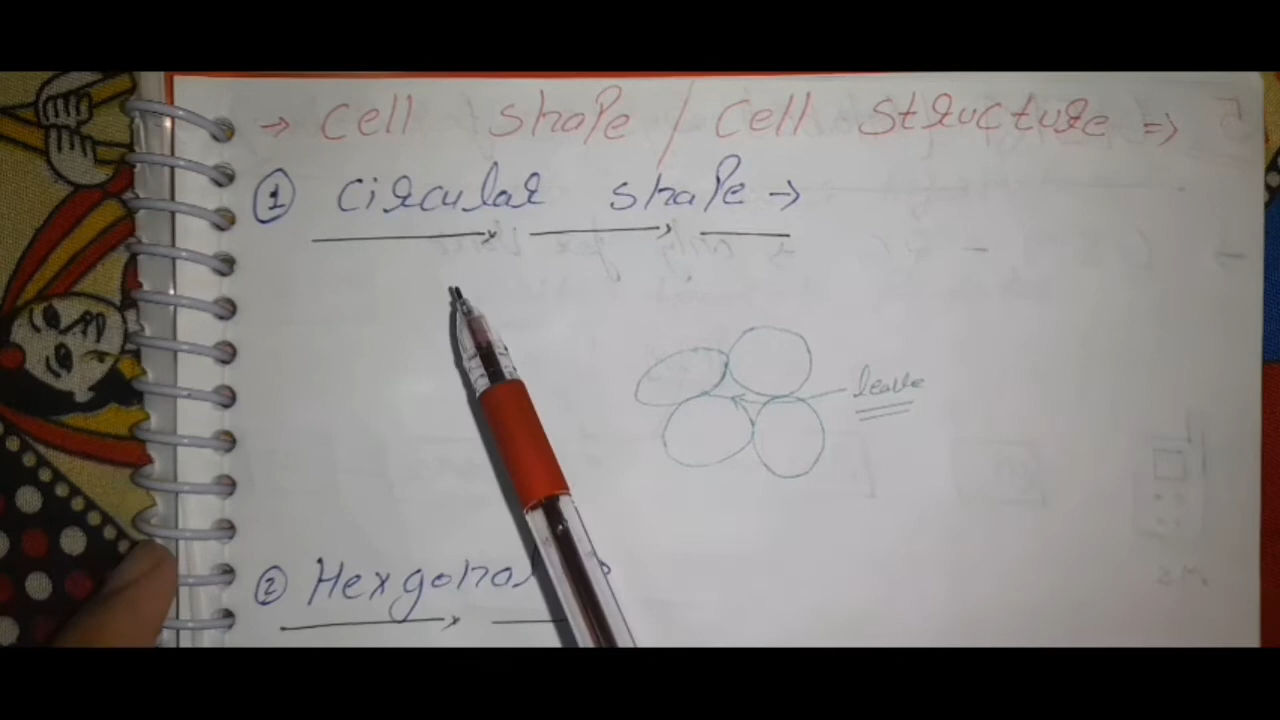 → Cell shape / Cell structure ⇒
① Circular shape →
leave
② Hexgonal